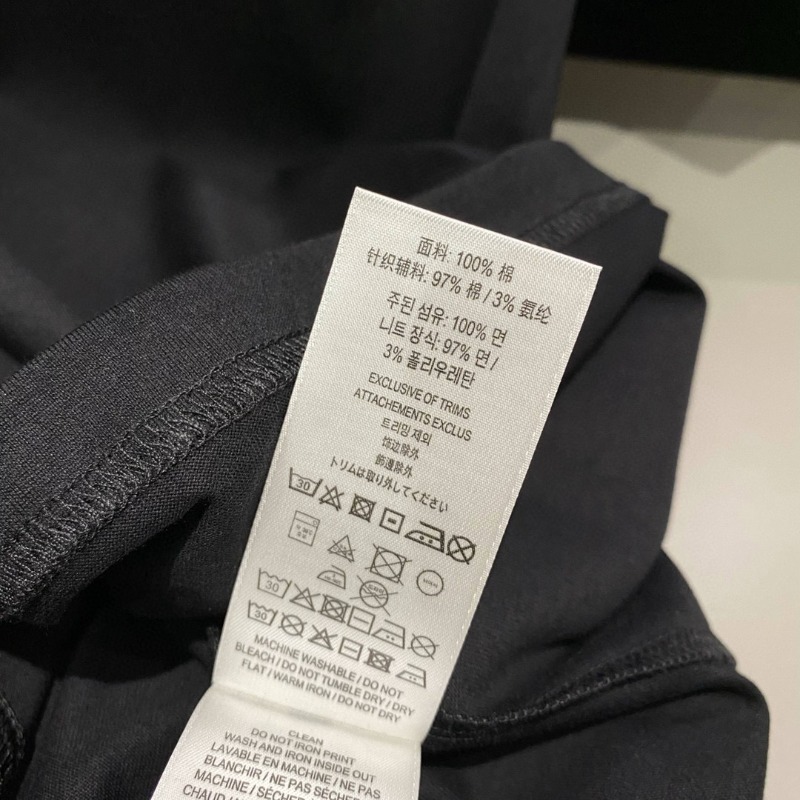 面料: 100% 棉
针织辅料: 97% 棉 / 3% 氨纶
주된 섬유: 100% 면
니트 장식: 97% 면 /
3% 폴리우레탄
EXCLUSIVE OF TRIMS
ATTACHEMENTS EXCLUS
트리밍 제외
饰边除外
飾邊除外
トリムは取り外してください
30
30
30
MACHINE WASHABLE / DO NOT
BLEACH / DO NOT TUMBLE DRY / DRY
FLAT / WARM IRON / DO NOT DRY
CLEAN
DO NOT IRON PRINT
WASH AND IRON INSIDE OUT
LAVABLE EN MACHINE / NE PAS
BLANCHIR / NE PAS SÉCHER
MACHINE / SÉCHER
CHAUD /